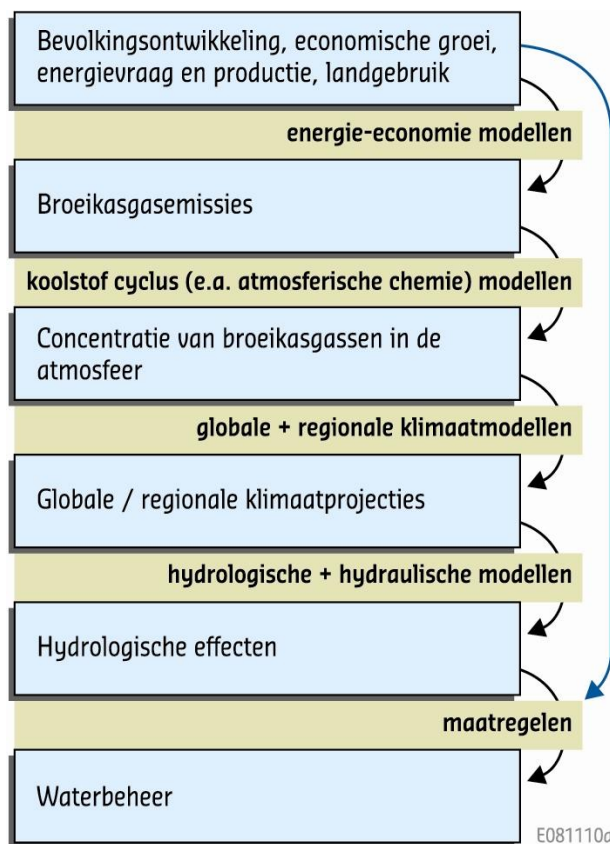 Bevolkingsontwikkeling, economische groei,
energievraag en productie, landgebruik
energie-economie modellen
Broeikasgasemissies
koolstof cyclus (e.a. atmosferische chemie) modellen
Concentratie van broeikasgassen in de
atmosfeer
globale + regionale klimaatmodellen
Globale / regionale klimaatprojecties
hydrologische + hydraulische modellen
Hydrologische effecten
maatregelen
Waterbeheer
E081110a